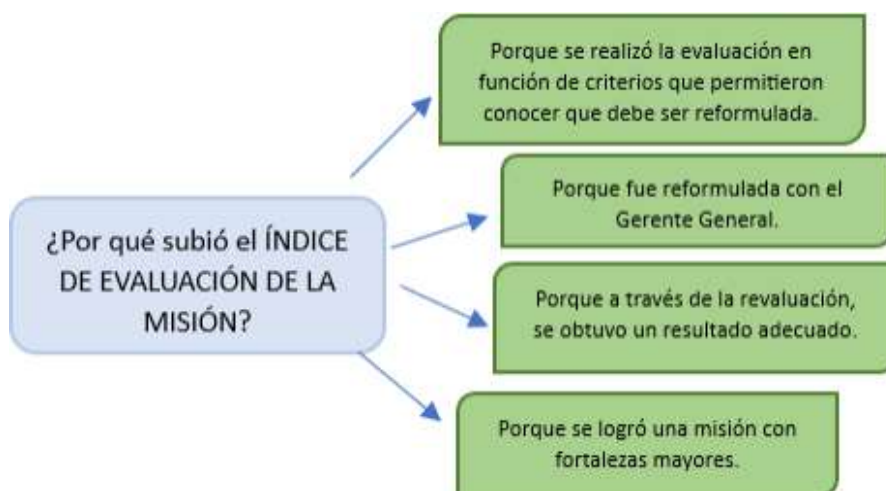 Porque se realizó la evaluación en
función de criterios que permitieron
conocer que debe ser reformulada.
¿Por qué subió el ÍNDICE
DE EVALUACIÓN DE LA
MISIÓN?
Porque fue reformulada con el
Gerente General.
Porque a través de la revaluación,
se obtuvo un resultado adecuado.
Porque se logró una misión con
fortalezas mayores.